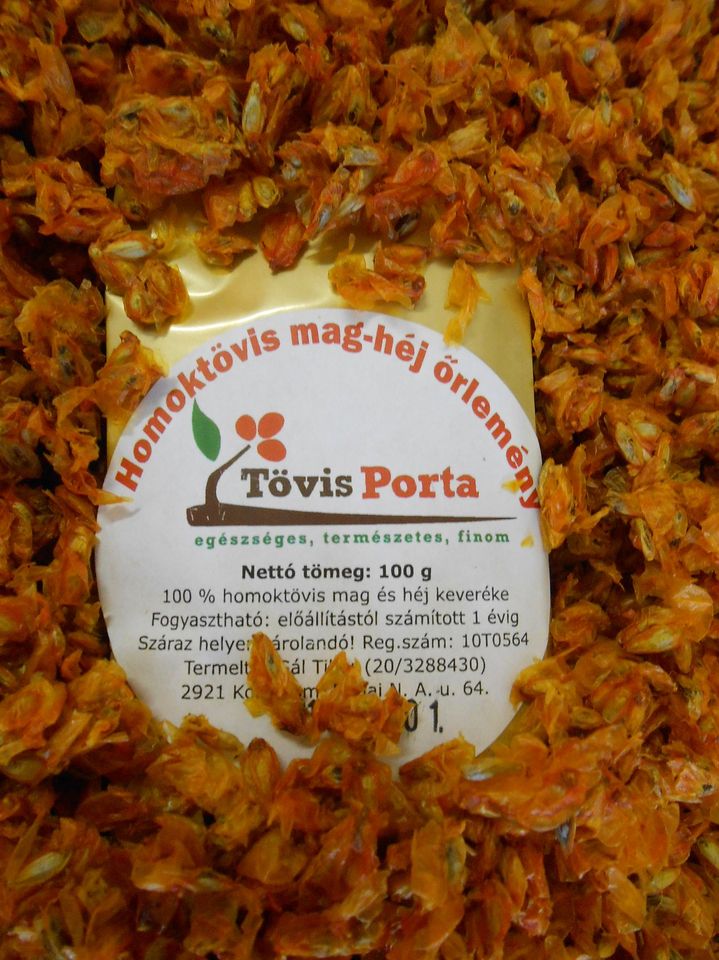 Homoktövis mag-héj őrlemény
Tövis Porta
egészséges, természetes, finom
Nettó tömeg: 100 g
100 % homoktövis mag és héj keveréke
Fogyasztható: előállítástól számított 1 évig
Száraz tárolandó! Reg.szám: 10T0564
(20/3288430)
2921 N. A. u. 64.
01.